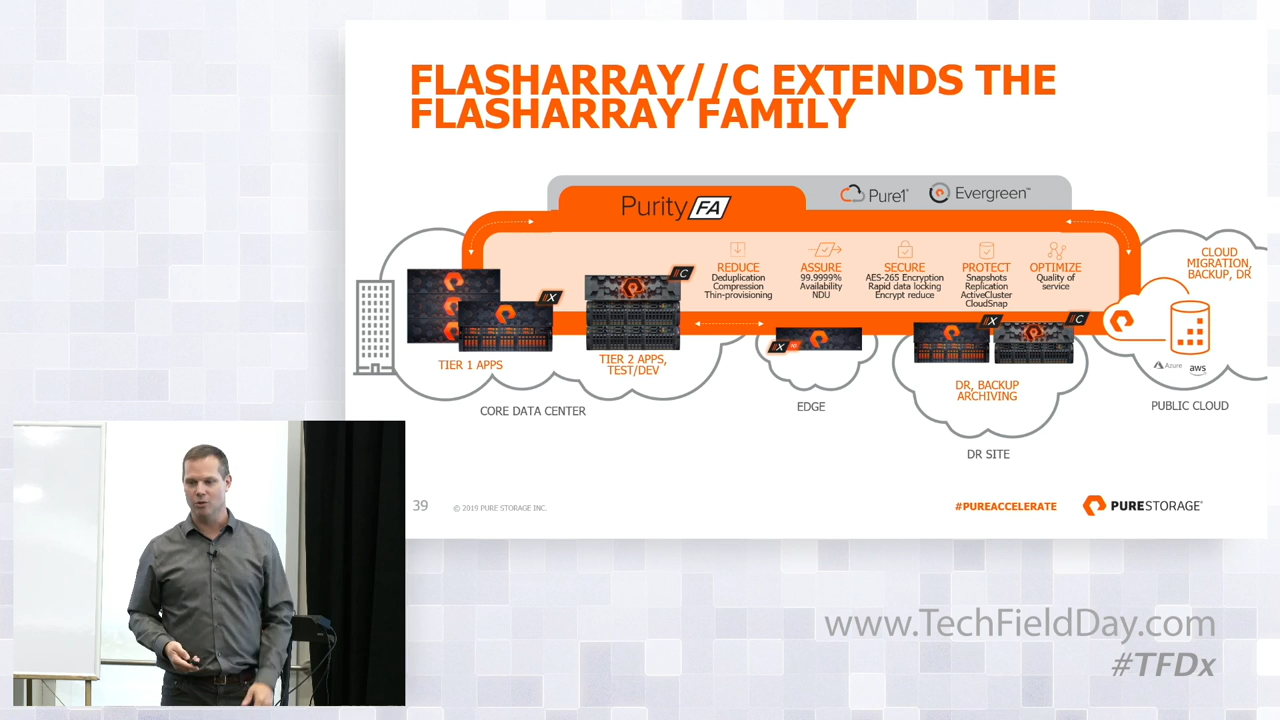 FLASHARRAY//C EXTENDS THE
FLASHARRAY FAMILY
Purity FA
Pure1®
Evergreen™
REDUCE
Deduplication
Compression
Thin-provisioning
ASSURE
99.9999%
Availability
NDU
SECURE
AES-265 Encryption
Rapid data locking
Encrypt reduce
PROTECT
Snapshots
Replication
ActiveCluster
CloudSnap
OPTIMIZE
Quality of
service
CLOUD
MIGRATION,
BACKUP, DR
//X
//C
//X 10
//X
//C
TIER 1 APPS
TIER 2 APPS,
TEST/DEV
CORE DATA CENTER
EDGE
DR, BACKUP
ARCHIVING
DR SITE
Azure
aws
PUBLIC CLOUD
39
© 2019 PURE STORAGE INC.
#PUREACCELERATE
PURESTORAGE®
www.TechFieldDay.com
#TFDx